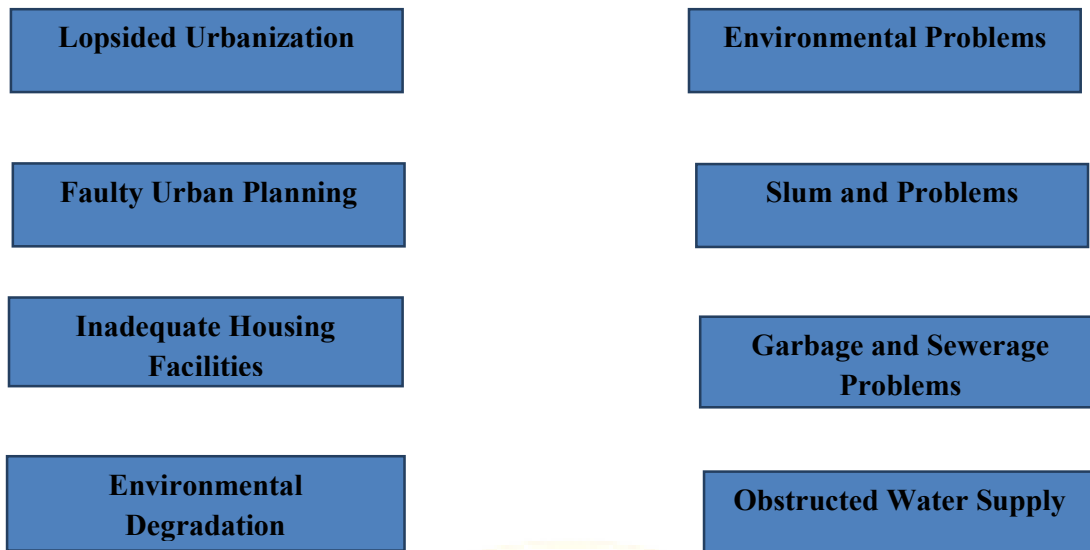 Lopsided Urbanization
Environmental Problems
Faulty Urban Planning
Slum and Problems
Inadequate Housing
Facilities
Garbage and Sewerage
Problems
Environmental
Degradation
Obstructed Water Supply